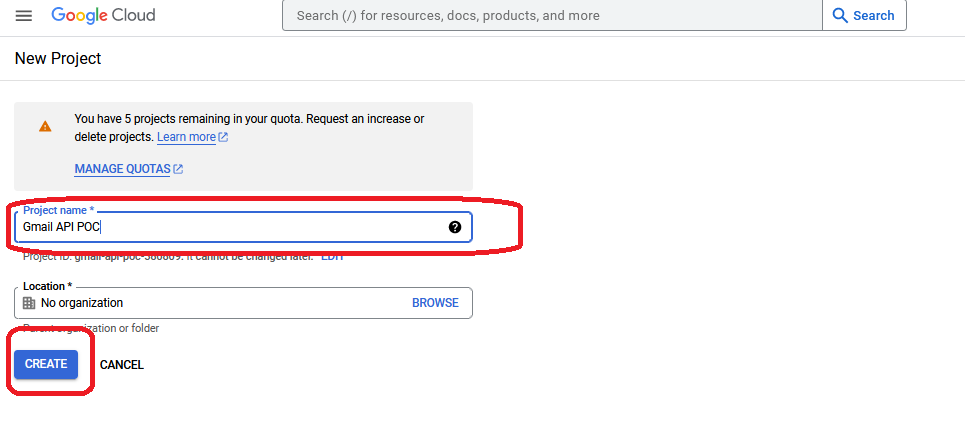 Google Cloud
Search (/) for resources, docs, products, and more
Search
New Project
You have 5 projects remaining in your quota. Request an increase or
delete projects. Learn more
MANAGE QUOTAS
Project name *
Gmail API POC
Project ID: gmail-api-poc-380809. It cannot be changed later. EDIT
Location *
No organization
BROWSE
Parent organization or folder
CREATE
CANCEL